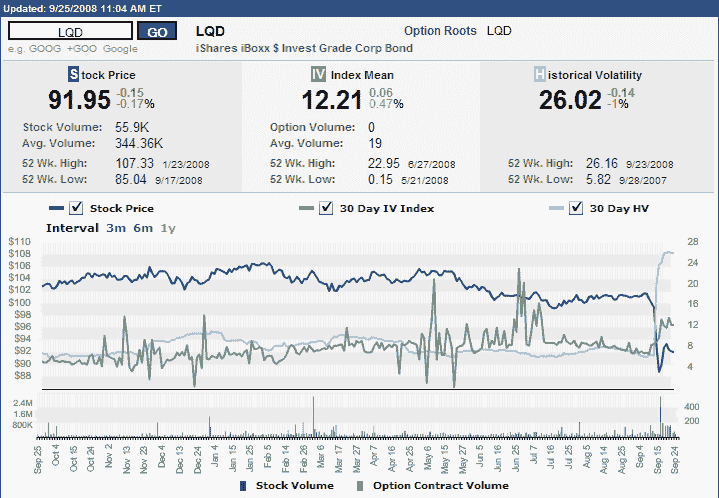 Updated: 9/25/2008 11:04 AM ET
LQD GO LQD Option Roots LQD
e.g. GOOG +GOO Google iShares iBoxx $ Invest Grade Corp Bond
Stock Price IV Index Mean Historical Volatility
91.95 -0.15 -0.17% 12.21 0.06 0.47% 26.02 -0.14 -1%
Stock Volume: 55.9K Option Volume: 0
Avg. Volume: 344.36K Avg. Volume: 19
52 Wk. High: 107.33 1/23/2008 52 Wk. High: 22.95 6/27/2008 52 Wk. High: 26.16 9/23/2008
52 Wk. Low: 85.04 9/17/2008 52 Wk. Low: 0.15 5/21/2008 52 Wk. Low: 5.82 9/28/2007
Stock Price 30 Day IV Index 30 Day HV
Interval 3m 6m 1y
$110 28
$108
$106 24
$104
$102 20
$100
$98 16
$96
$94 12
$92 8
$90
$88 4
2.4M
1.6M 400
800K 200
Sep 25 Oct 4 Oct 15 Oct 24 Nov 2 Nov 13 Nov 23 Dec 4 Dec 13 Dec 24 Jan 4 Jan 15 Jan 25 Feb 5 Feb 14 Feb 26 Mar 6 Mar 17 Mar 27 Apr 7 Apr 16 Apr 25 May 6 May 15 May 27 Jun 5 Jun 16 Jun 25 Jul 7 Jul 16 Jul 25 Aug 5 Aug 14 Aug 25 Sep 4 Sep 15 Sep 24
Stock Volume Option Contract Volume